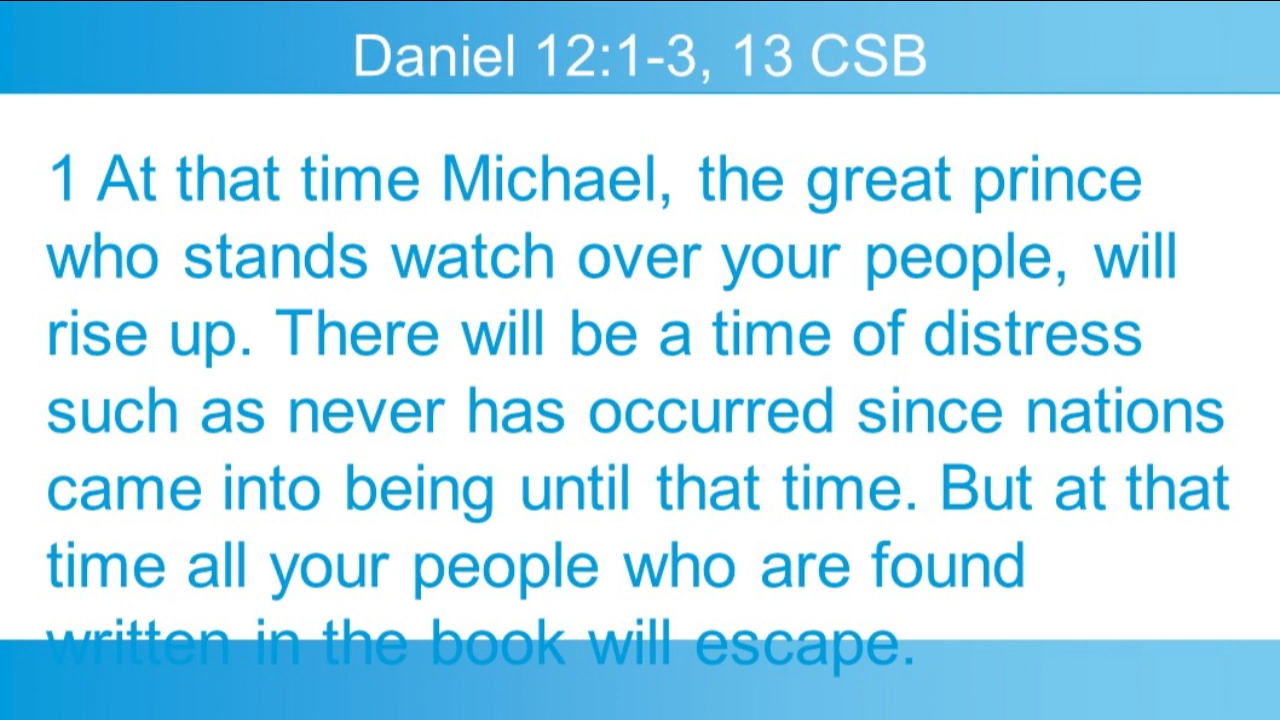 Daniel 12:1-3, 13 CSB
1 At that time Michael, the great prince
who stands watch over your people, will
rise up. There will be a time of distress
such as never has occurred since nations
came into being until that time. But at that
time all your people who are found
written in the book will escape.